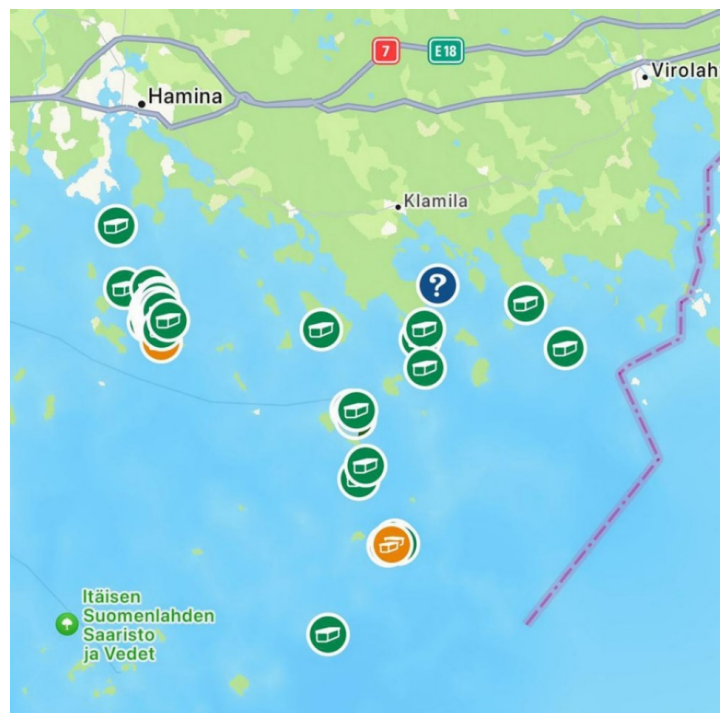 7
E18
Virolah
Hamina
Klamila
?
Itäisen
Suomenlahden
Saaristo
ja Vedet